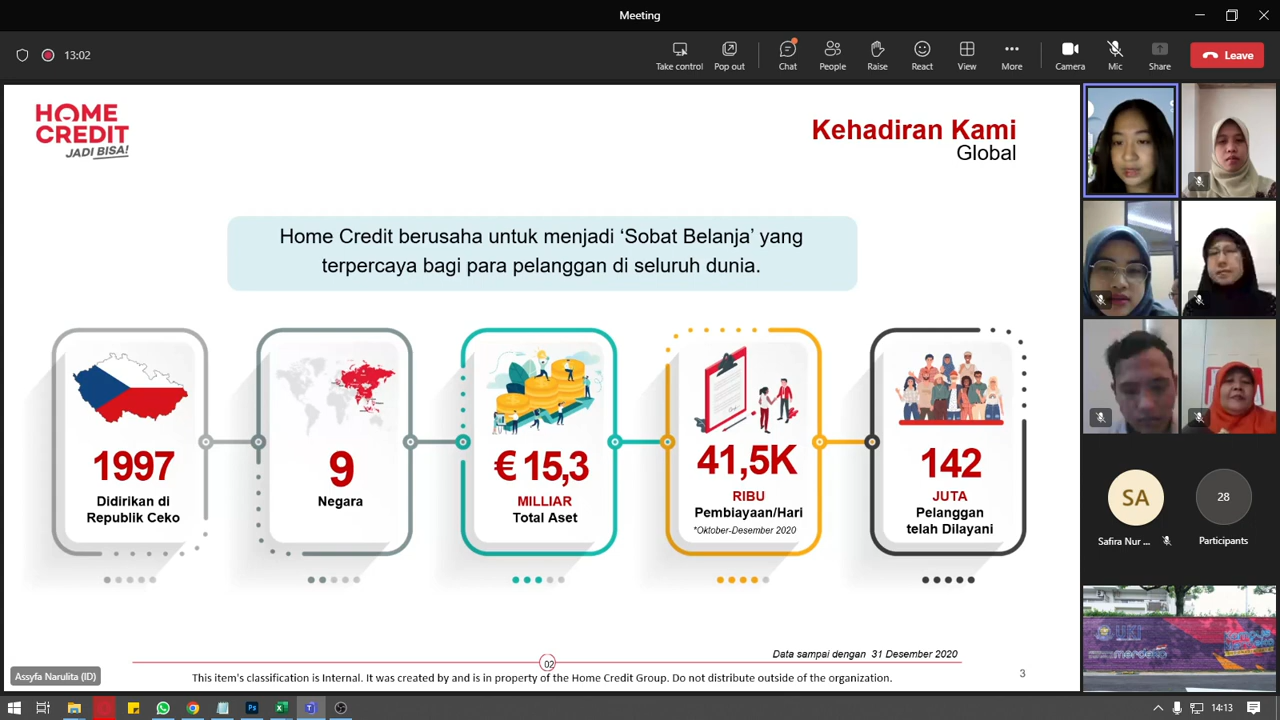 Meeting
13:02
Take control
Pop out
Chat
People
Raise
React
View
More
Camera
Mic
Share
Leave
HOME
CREDIT
JADI BISA!
Kehadiran Kami
Global
Home Credit berusaha untuk menjadi ‘Sobat Belanja’ yang
terpercaya bagi para pelanggan di seluruh dunia.
1997
Didirikan di
Republik Ceko
9
Negara
€ 15,3
MILLIAR
Total Aset
41,5K
RIBU
Pembiayaan/Hari
*Oktober-Desember 2020
142
JUTA
Pelanggan
telah Dilayani
SA
Safira Nur ...
28
Participants
Data sampai dengan 31 Desember 2020
02
This item's classification is Internal. It was created by and is in property of the Home Credit Group. Do not distribute outside of the organization.
3
Assyfa Narulita (ID)
14:13